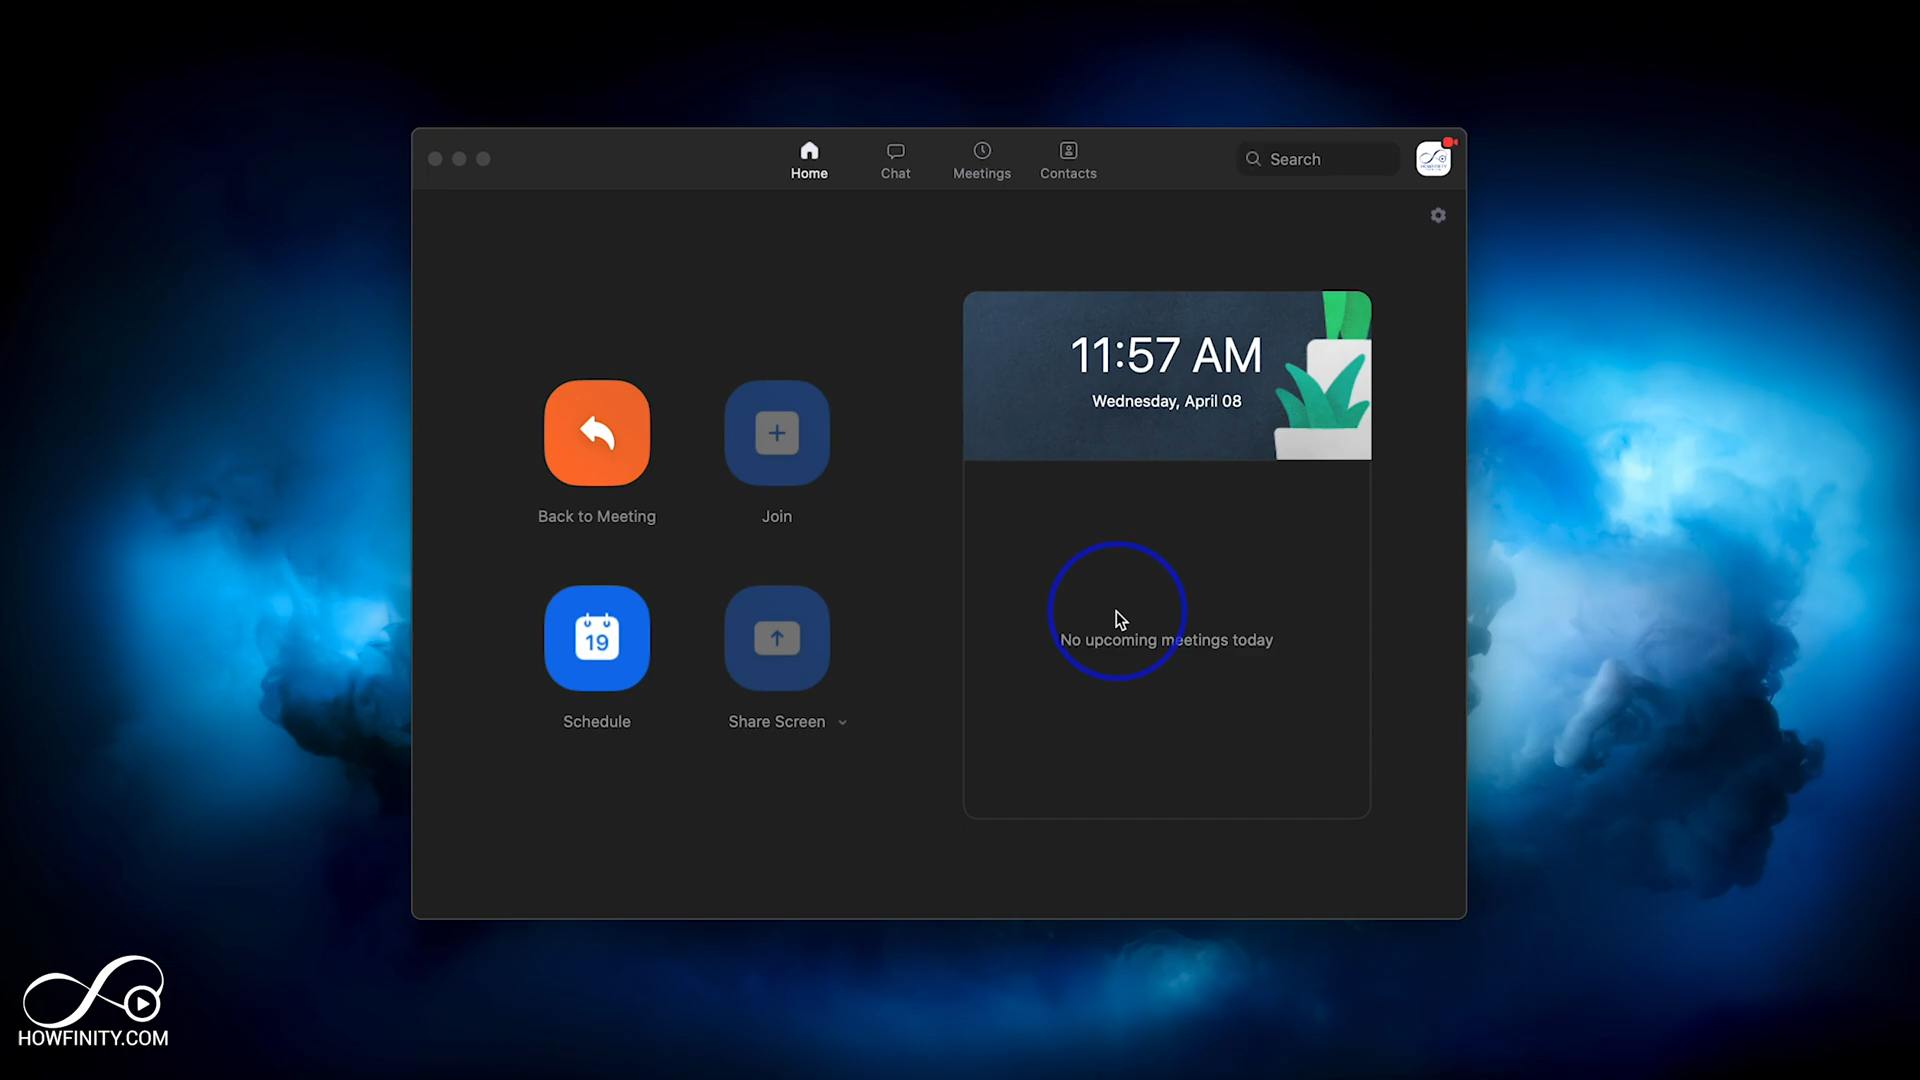 Home
Chat
Meetings
Contacts
Search
11:57 AM
Wednesday, April 08
Back to Meeting
Join
19
No upcoming meetings today
Schedule
Share Screen
HOWFINITY.COM